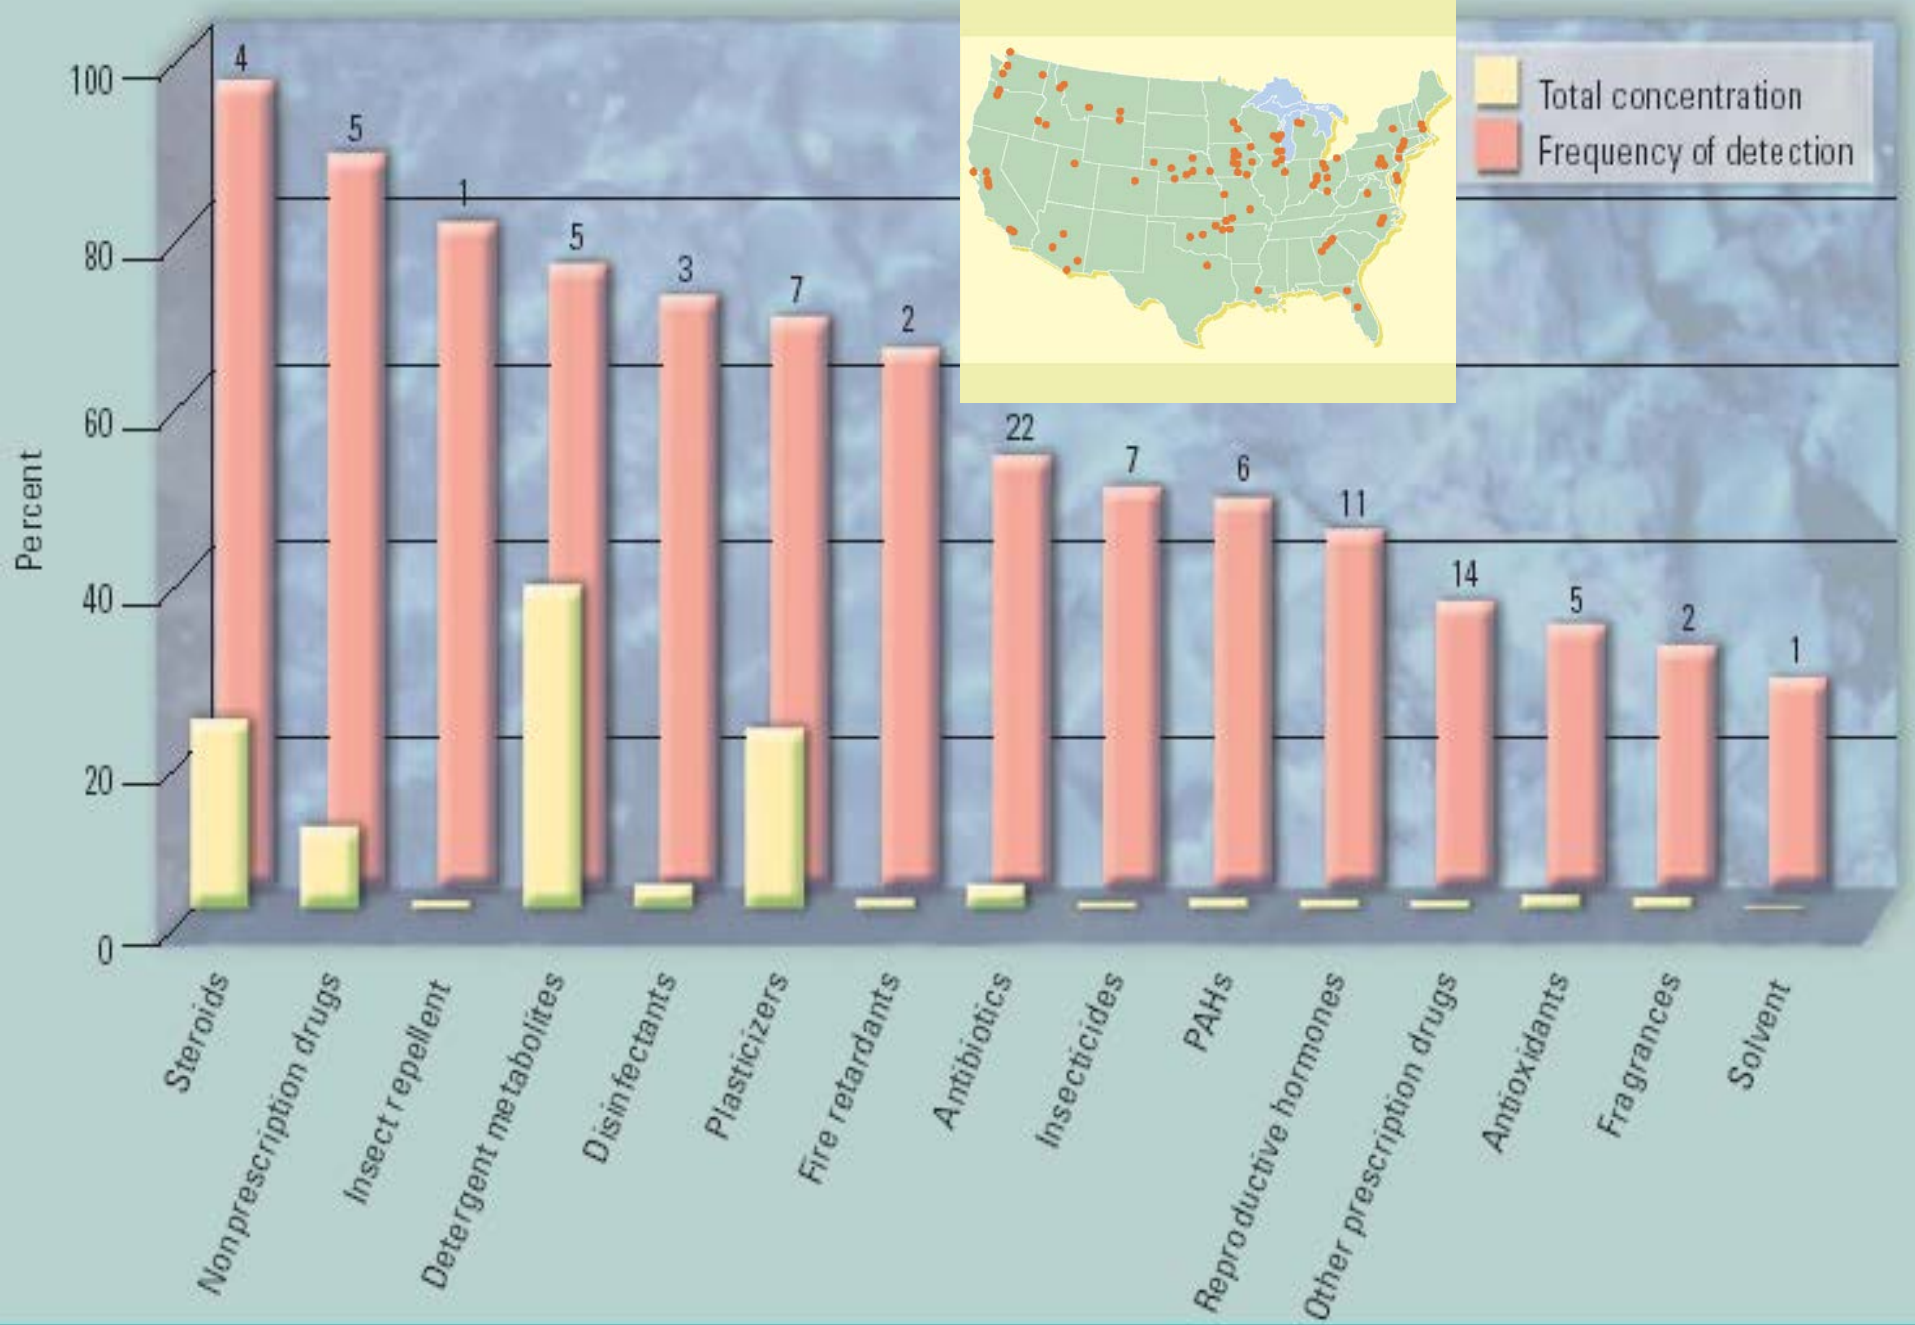 Percent
100
80
60
40
20
0
4
5
1
5
3
7
2
22
7
6
11
14
5
2
1
Total concentration
Frequency of detection
Steroids
Nonprescription drugs
Insect repellent
Detergent metabolites
Disinfectants
Plasticizers
Fire retardants
Antibiotics
Insecticides
PAHs
Reproductive hormones
Other prescription drugs
Antioxidants
Fragrances
Solvent